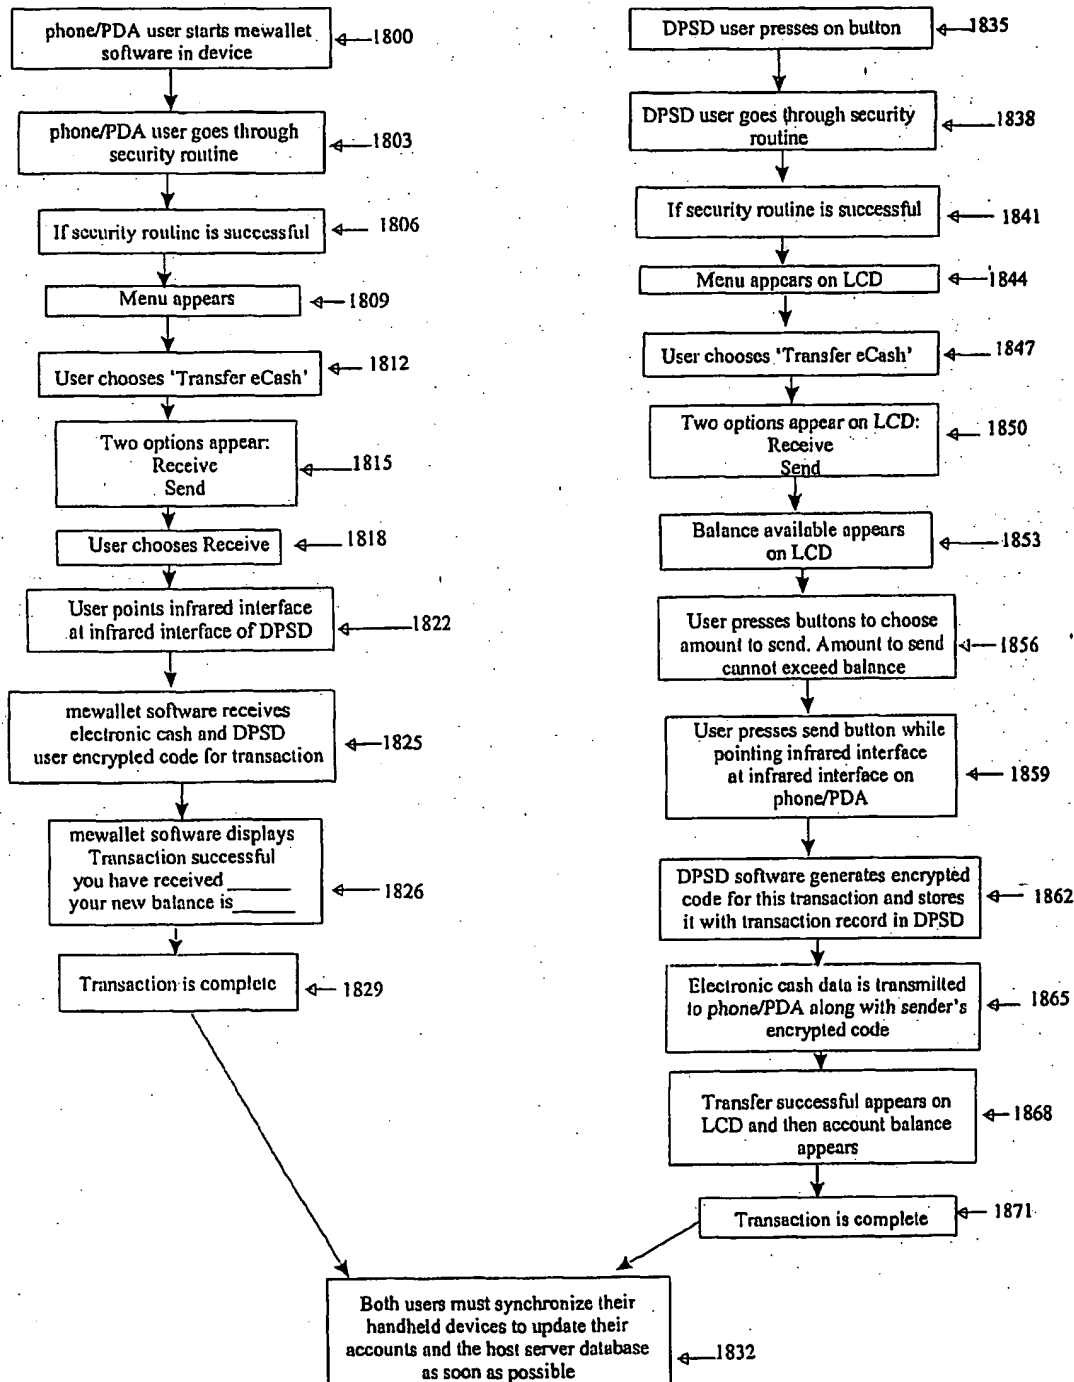 phone/PDA user starts mewallet
software in device
1800
phone/PDA user goes through
security routine
1803
If security routine is successful
1806
Menu appears
1809
User chooses 'Transfer eCash'
1812
Two options appear:
Receive
Send
1815
User chooses Receive
1818
User points infrared interface
at infrared interface of DPSD
1822
mewallet software receives
electronic cash and DPSD
user encrypted code for transaction
1825
mewallet software displays
Transaction successful
you have received ______
your new balance is ______
1826
Transaction is complete
1829
DPSD user presses on button
1835
DPSD user goes through security
routine
1838
If security routine is successful
1841
Menu appears on LCD
1844
User chooses 'Transfer eCash'
1847
Two options appear on LCD:
Receive
Send
1850
Balance available appears
on LCD
1853
User presses buttons to choose
amount to send. Amount to send
cannot exceed balance
1856
User presses send button while
pointing infrared interface
at infrared interface on
phone/PDA
1859
DPSD software generates encrypted
code for this transaction and stores
it with transaction record in DPSD
1862
Electronic cash data is transmitted
to phone/PDA along with sender's
encrypted code
1865
Transfer successful appears on
LCD and then account balance
appears
1868
Transaction is complete
1871
Both users must synchronize their
handheld devices to update their
accounts and the host server database
as soon as possible
1832